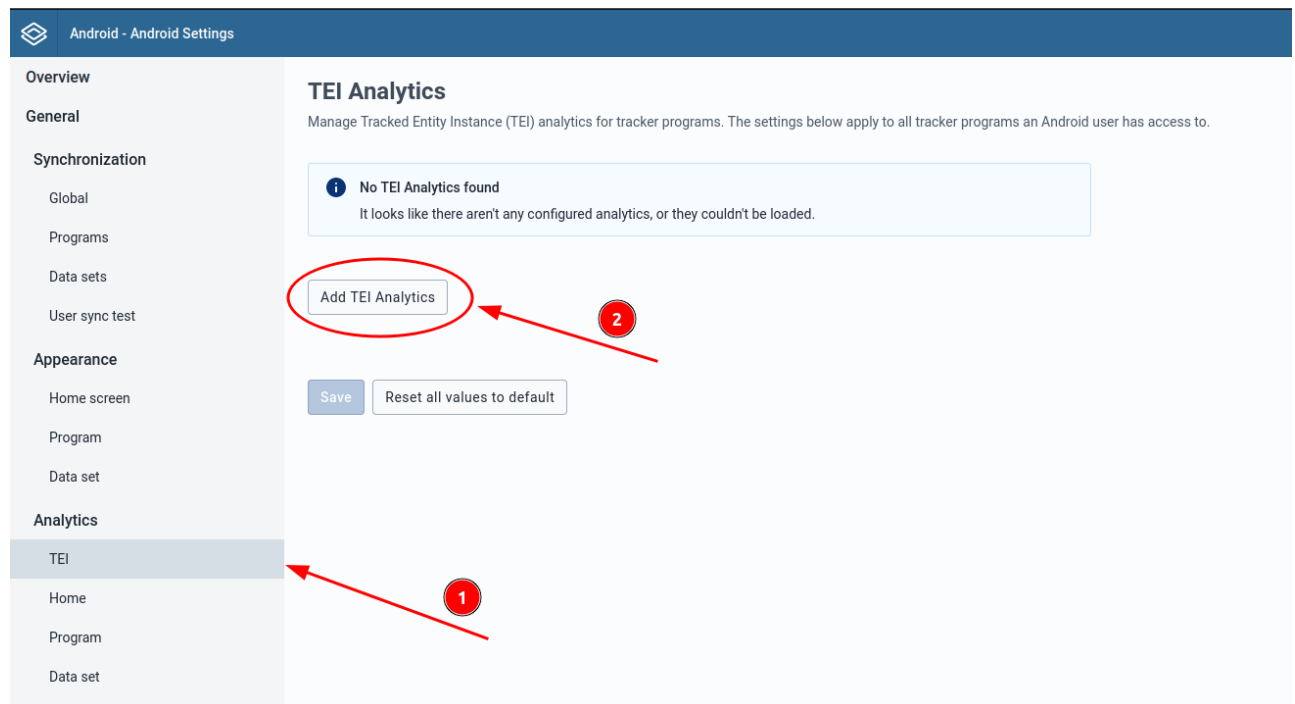 Android - Android Settings
Overview
General
Synchronization
Global
Programs
Data sets
User sync test
Appearance
Home screen
Program
Data set
Analytics
TEI
Home
Program
Data set
TEI Analytics
Manage Tracked Entity Instance (TEI) analytics for tracker programs. The settings below apply to all tracker programs an Android user has access to.
No TEI Analytics found
It looks like there aren't any configured analytics, or they couldn't be loaded.
Add TEI Analytics
2
Save
Reset all values to default
1